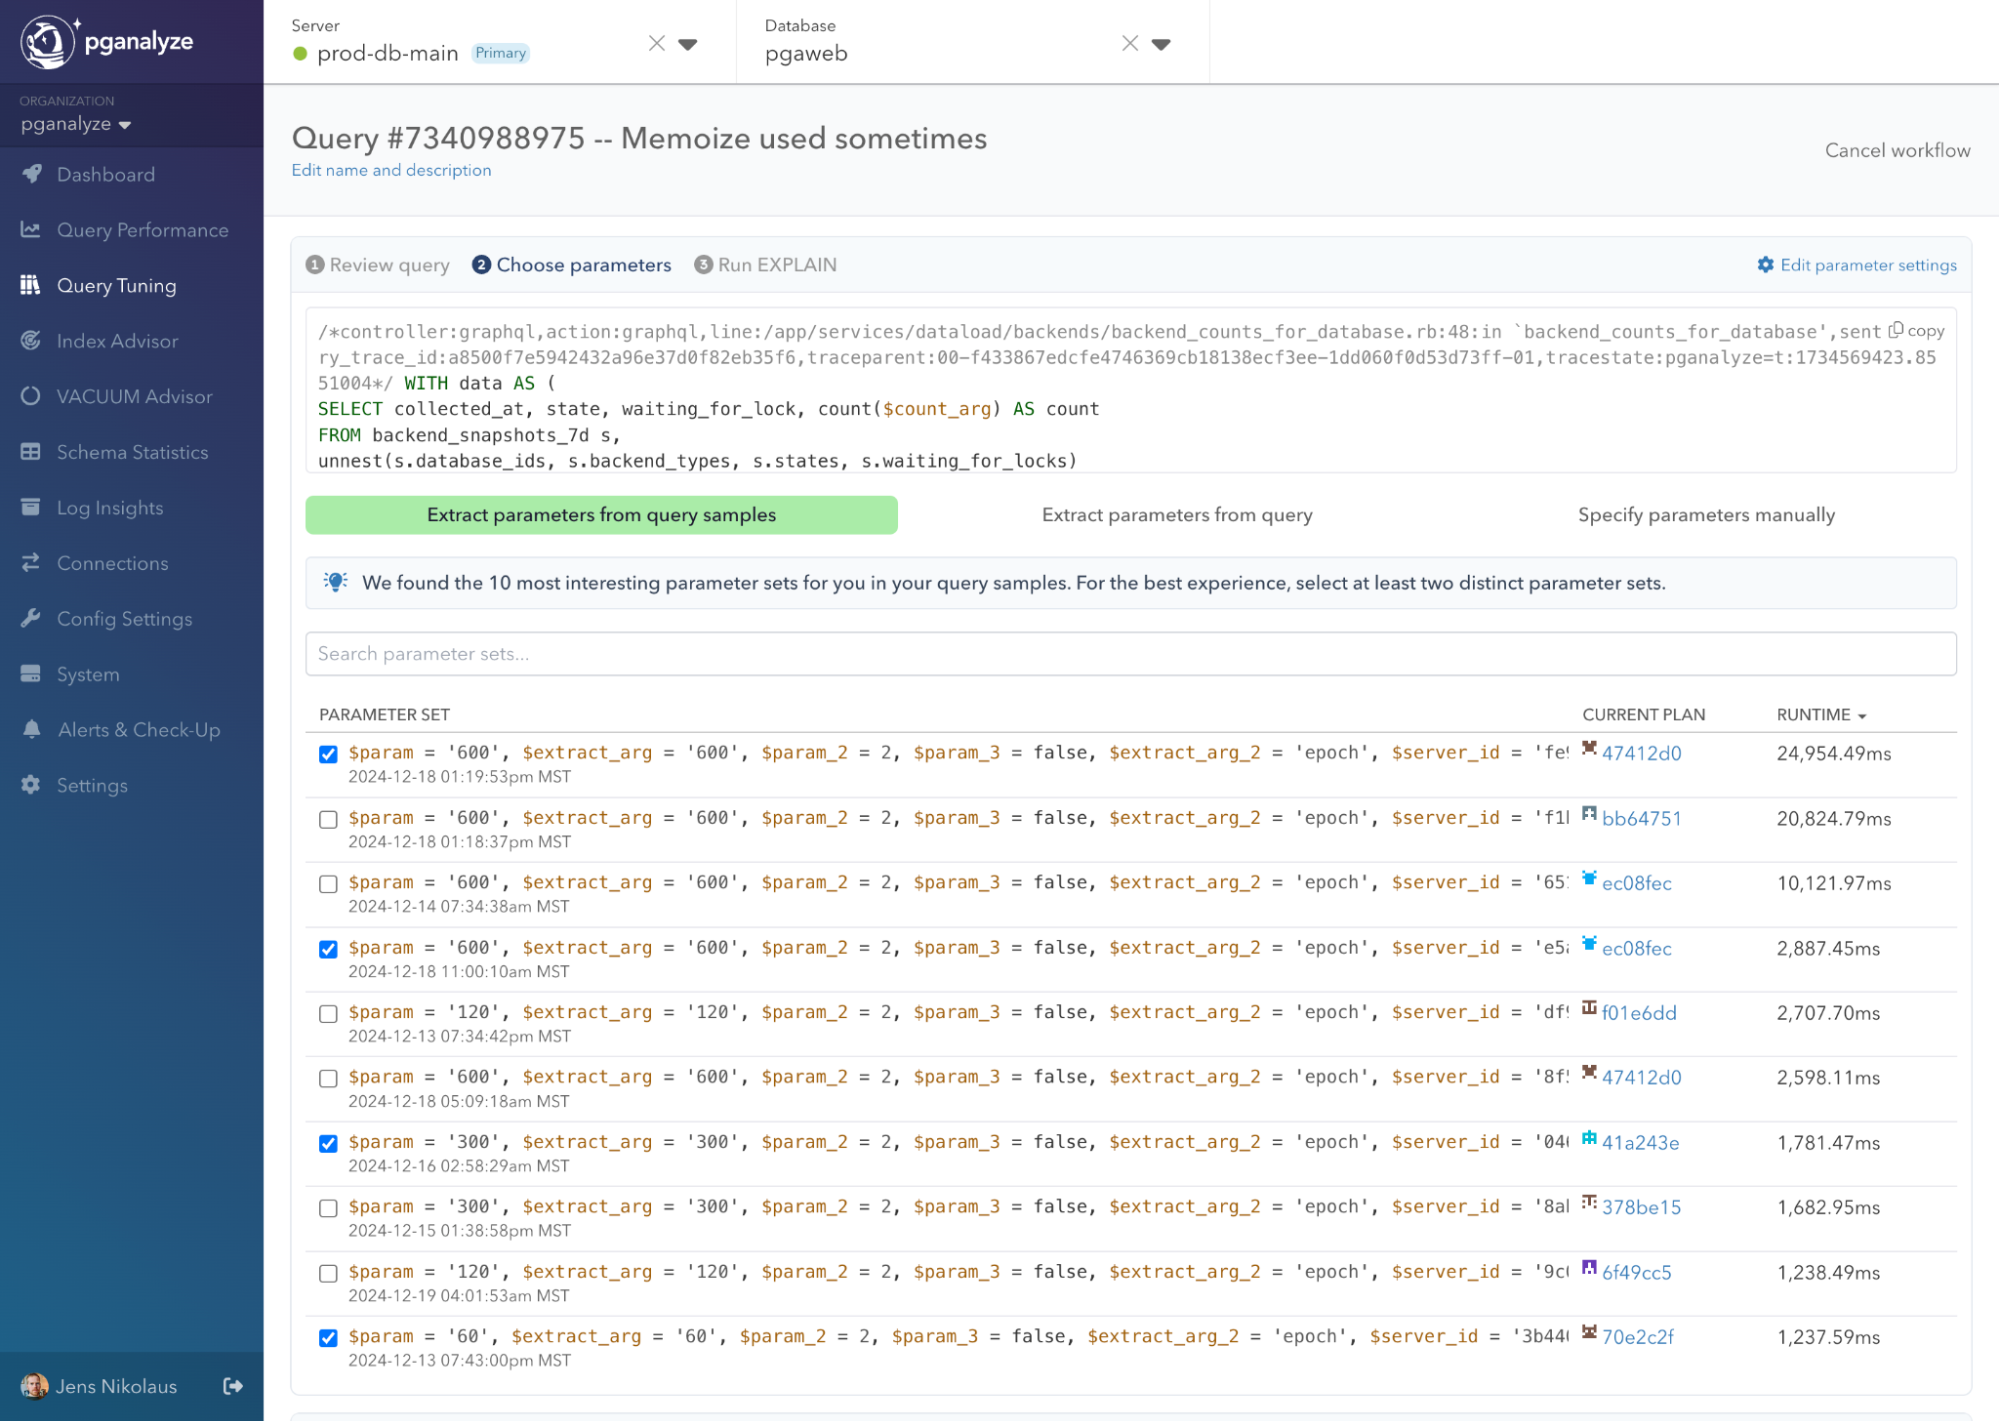 pganalyze
ORGANIZATION
pganalyze
Dashboard
Query Performance
Query Tuning
Index Advisor
VACUUM Advisor
Schema Statistics
Log Insights
Connections
Config Settings
System
Alerts & Check-Up
Settings
Jens Nikolaus
Server
prod-db-main Primary
Database
pgaweb
Query #7340988975 -- Memoize used sometimes
Edit name and description
Cancel workflow
1 Review query 2 Choose parameters 3 Run EXPLAIN
Edit parameter settings
/*controller:graphql,action:graphql,line:/app/services/dataload/backends/backend_counts_for_database.rb:48:in `backend_counts_for_database',sent
copy
ry_trace_id:a8500f7e5942432a96e37d0f82eb35f6,traceparent:00-f433867edcfe4746369cb18138ecf3ee-1dd060f0d53d73ff-01,tracestate:pganalyze=t:1734569423.85
51004*/ WITH data AS (
SELECT collected_at, state, waiting_for_lock, count($count_arg) AS count
FROM backend_snapshots_7d s,
unnest(s.database_ids, s.backend_types, s.states, s.waiting_for_locks)
Extract parameters from query samples
Extract parameters from query
Specify parameters manually
We found the 10 most interesting parameter sets for you in your query samples. For the best experience, select at least two distinct parameter sets.
Search parameter sets...
PARAMETER SET CURRENT PLAN RUNTIME
$param = '600', $extract_arg = '600', $param_2 = 2, $param_3 = false, $extract_arg_2 = 'epoch', $server_id = 'fe9 47412d0 24,954.49ms
2024-12-18 01:19:53pm MST
$param = '600', $extract_arg = '600', $param_2 = 2, $param_3 = false, $extract_arg_2 = 'epoch', $server_id = 'f1 bb64751 20,824.79ms
2024-12-18 01:18:37pm MST
$param = '600', $extract_arg = '600', $param_2 = 2, $param_3 = false, $extract_arg_2 = 'epoch', $server_id = '65 ec08fec 10,121.97ms
2024-12-14 07:34:38am MST
$param = '600', $extract_arg = '600', $param_2 = 2, $param_3 = false, $extract_arg_2 = 'epoch', $server_id = 'e5 ec08fec 2,887.45ms
2024-12-18 11:00:10am MST
$param = '120', $extract_arg = '120', $param_2 = 2, $param_3 = false, $extract_arg_2 = 'epoch', $server_id = 'df f01e6dd 2,707.70ms
2024-12-13 07:34:42pm MST
$param = '600', $extract_arg = '600', $param_2 = 2, $param_3 = false, $extract_arg_2 = 'epoch', $server_id = '8f 47412d0 2,598.11ms
2024-12-18 05:09:18am MST
$param = '300', $extract_arg = '300', $param_2 = 2, $param_3 = false, $extract_arg_2 = 'epoch', $server_id = '04 41a243e 1,781.47ms
2024-12-16 02:58:29am MST
$param = '300', $extract_arg = '300', $param_2 = 2, $param_3 = false, $extract_arg_2 = 'epoch', $server_id = '8a 378be15 1,682.95ms
2024-12-15 01:38:58pm MST
$param = '120', $extract_arg = '120', $param_2 = 2, $param_3 = false, $extract_arg_2 = 'epoch', $server_id = '9c 6f49cc5 1,238.49ms
2024-12-19 04:01:53am MST
$param = '60', $extract_arg = '60', $param_2 = 2, $param_3 = false, $extract_arg_2 = 'epoch', $server_id = '3b44 70e2c2f 1,237.59ms
2024-12-13 07:43:00pm MST